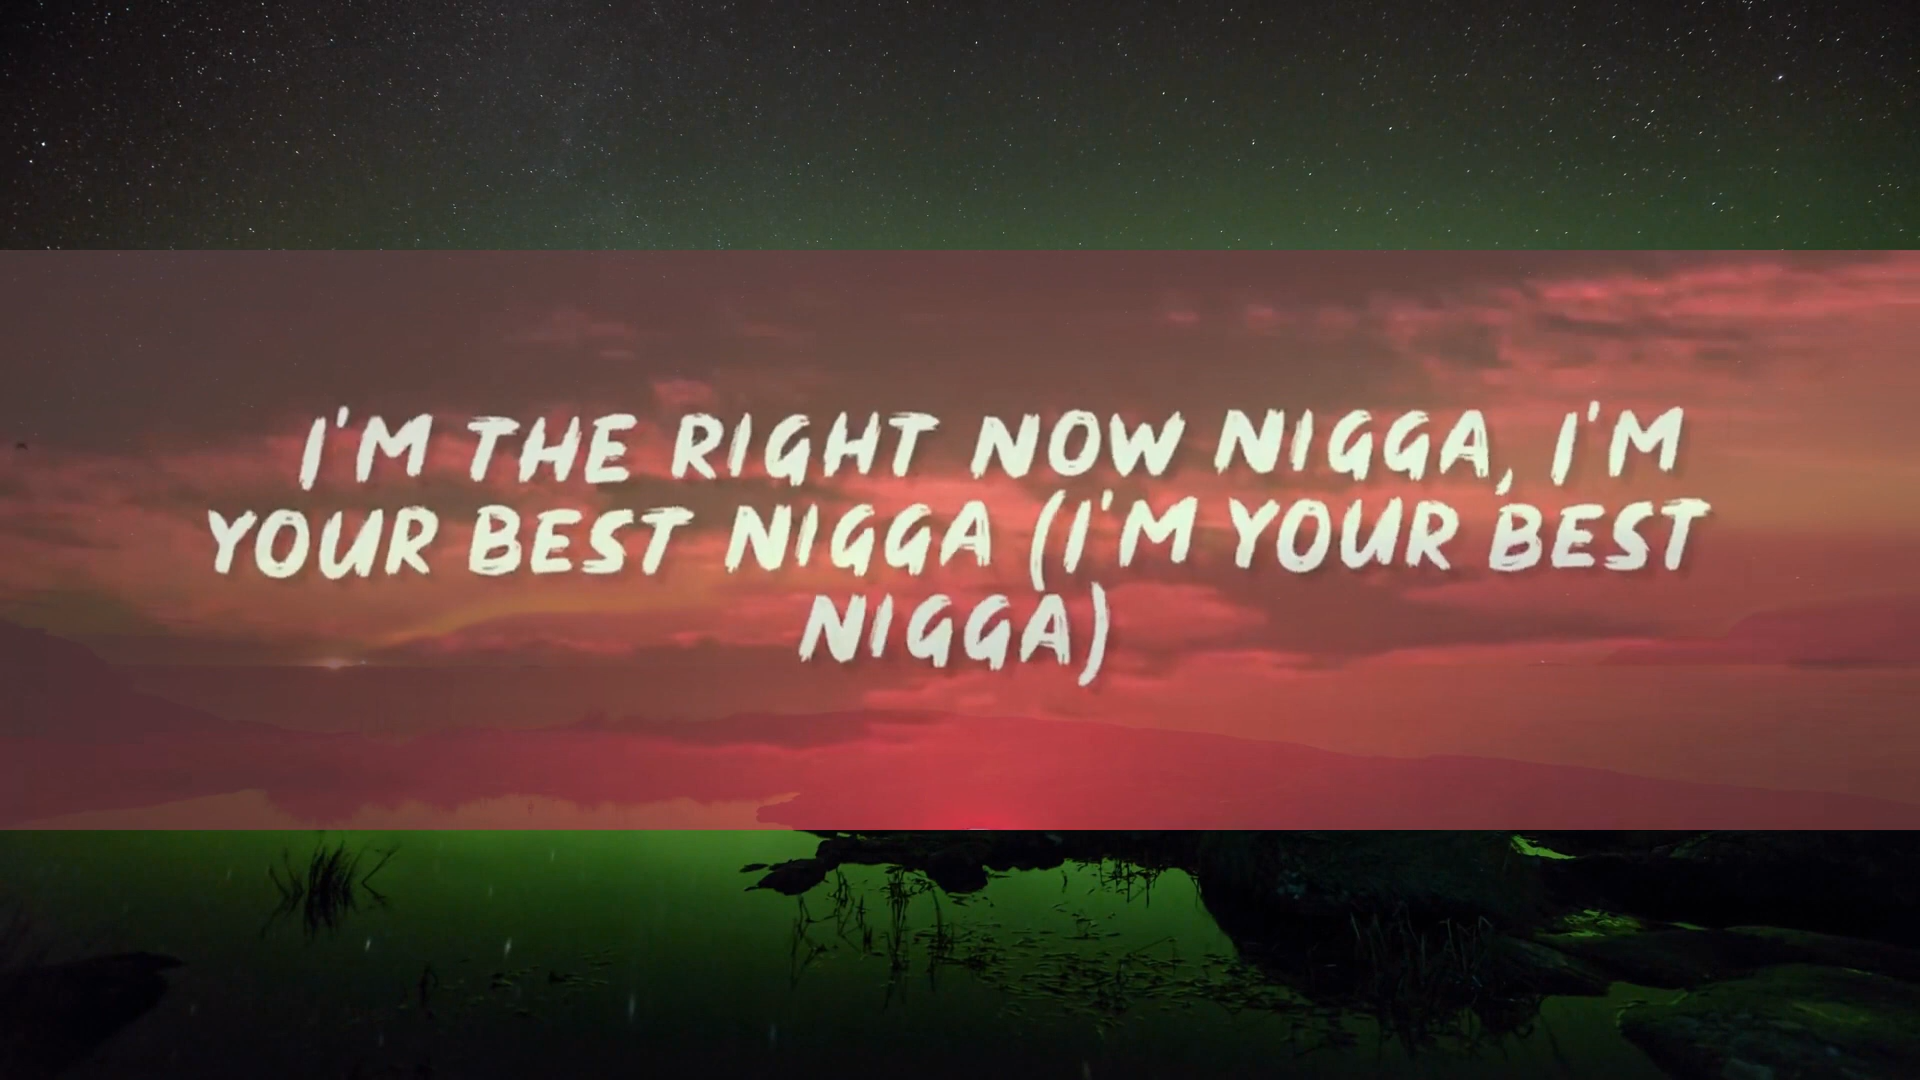 I'M THE RIGHT NOW NIGGA, I'M
YOUR BEST NIGGA (I'M YOUR BEST
NIGGA)